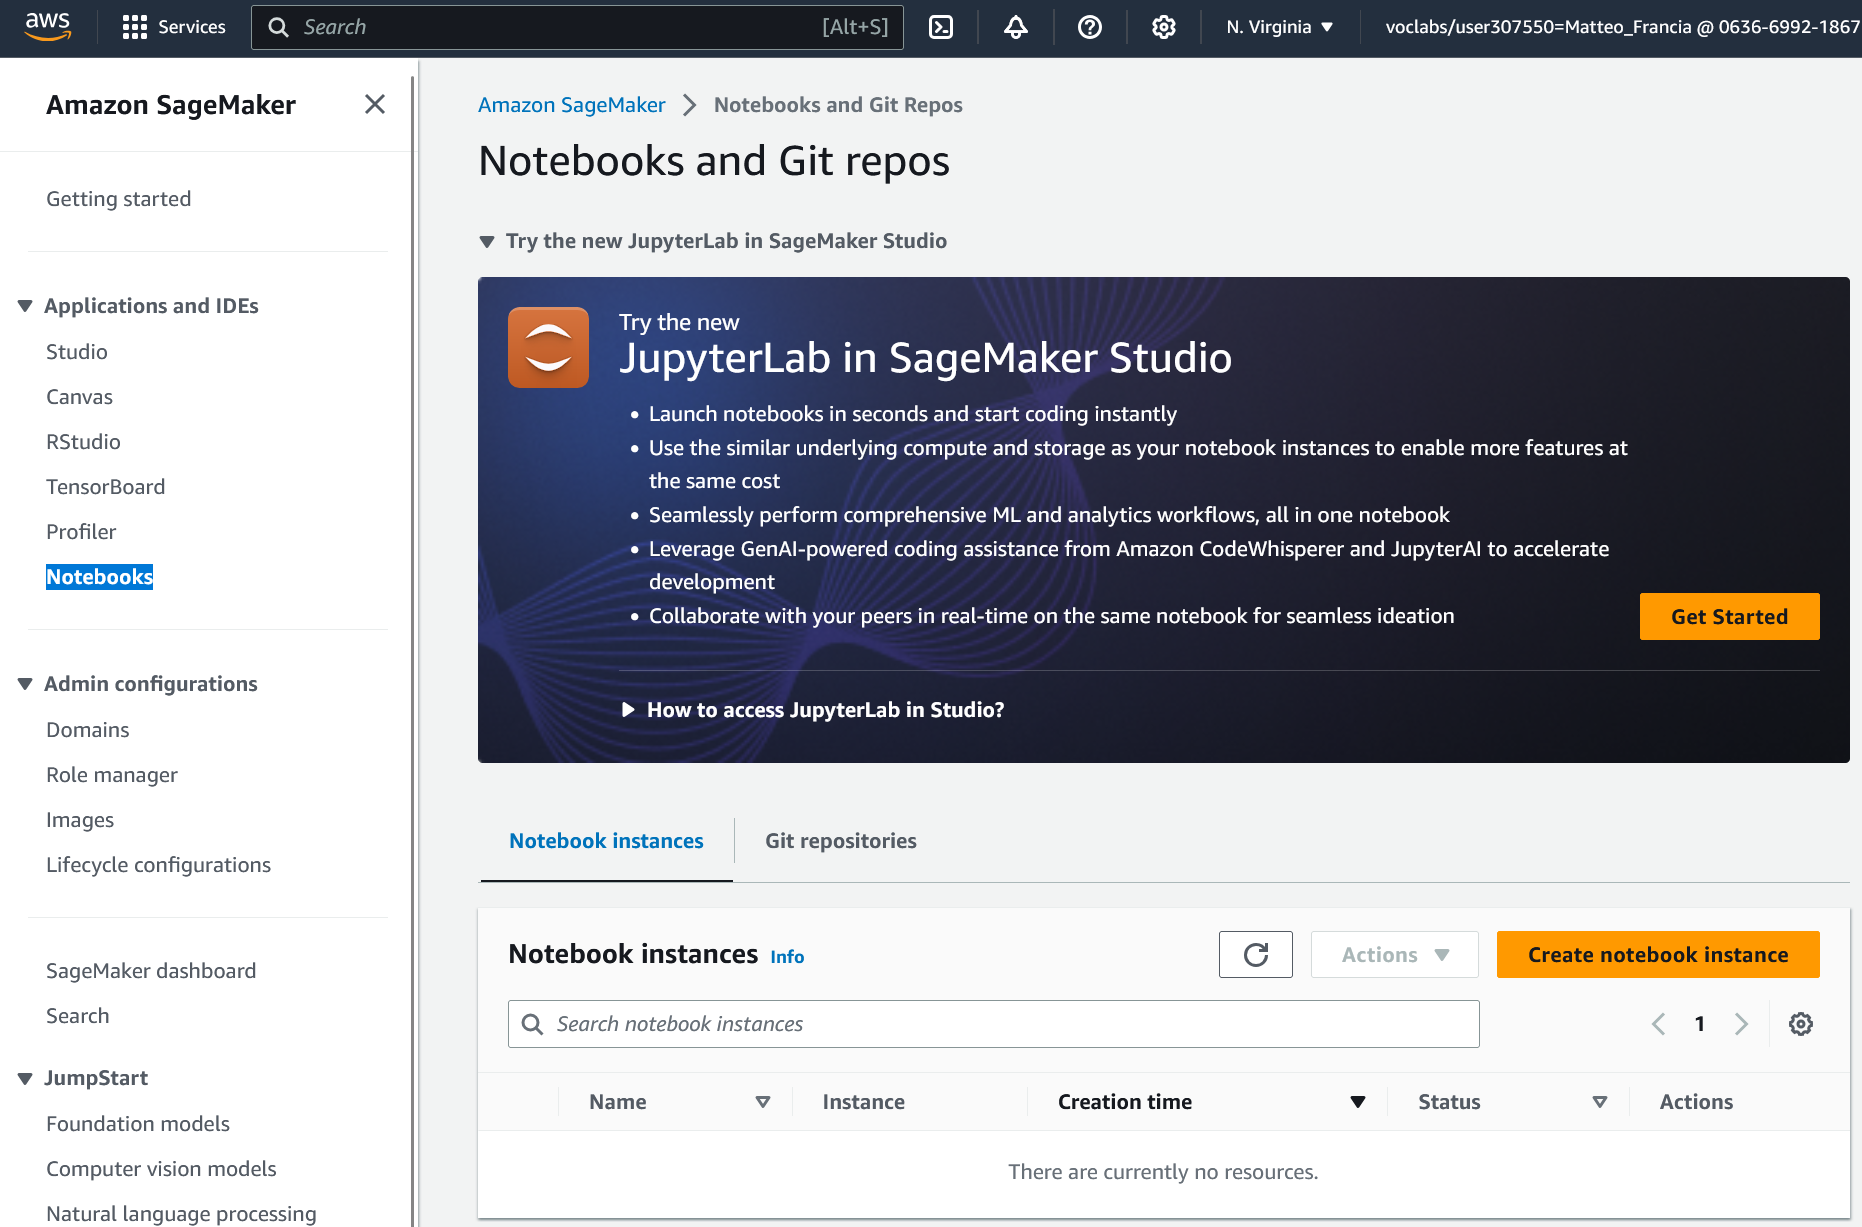 aws
Services
Search
[Alt+S]
N. Virginia
voclabs/user307550=Matteo_Francia @ 0636-6992-1867
Amazon SageMaker
Getting started
Applications and IDEs
Studio
Canvas
RStudio
TensorBoard
Profiler
Notebooks
Admin configurations
Domains
Role manager
Images
Lifecycle configurations
SageMaker dashboard
Search
JumpStart
Foundation models
Computer vision models
Natural language processing
Amazon SageMaker
Notebooks and Git Repos
Notebooks and Git repos
Try the new JupyterLab in SageMaker Studio
Try the new
JupyterLab in SageMaker Studio
• Launch notebooks in seconds and start coding instantly
• Use the similar underlying compute and storage as your notebook instances to enable more features at
the same cost
• Seamlessly perform comprehensive ML and analytics workflows, all in one notebook
• Leverage GenAI-powered coding assistance from Amazon CodeWhisperer and JupyterAI to accelerate
development
• Collaborate with your peers in real-time on the same notebook for seamless ideation
Get Started
How to access JupyterLab in Studio?
Notebook instances
Git repositories
Notebook instances Info
Actions
Create notebook instance
Search notebook instances
1
Name
Instance
Creation time
Status
Actions
There are currently no resources.